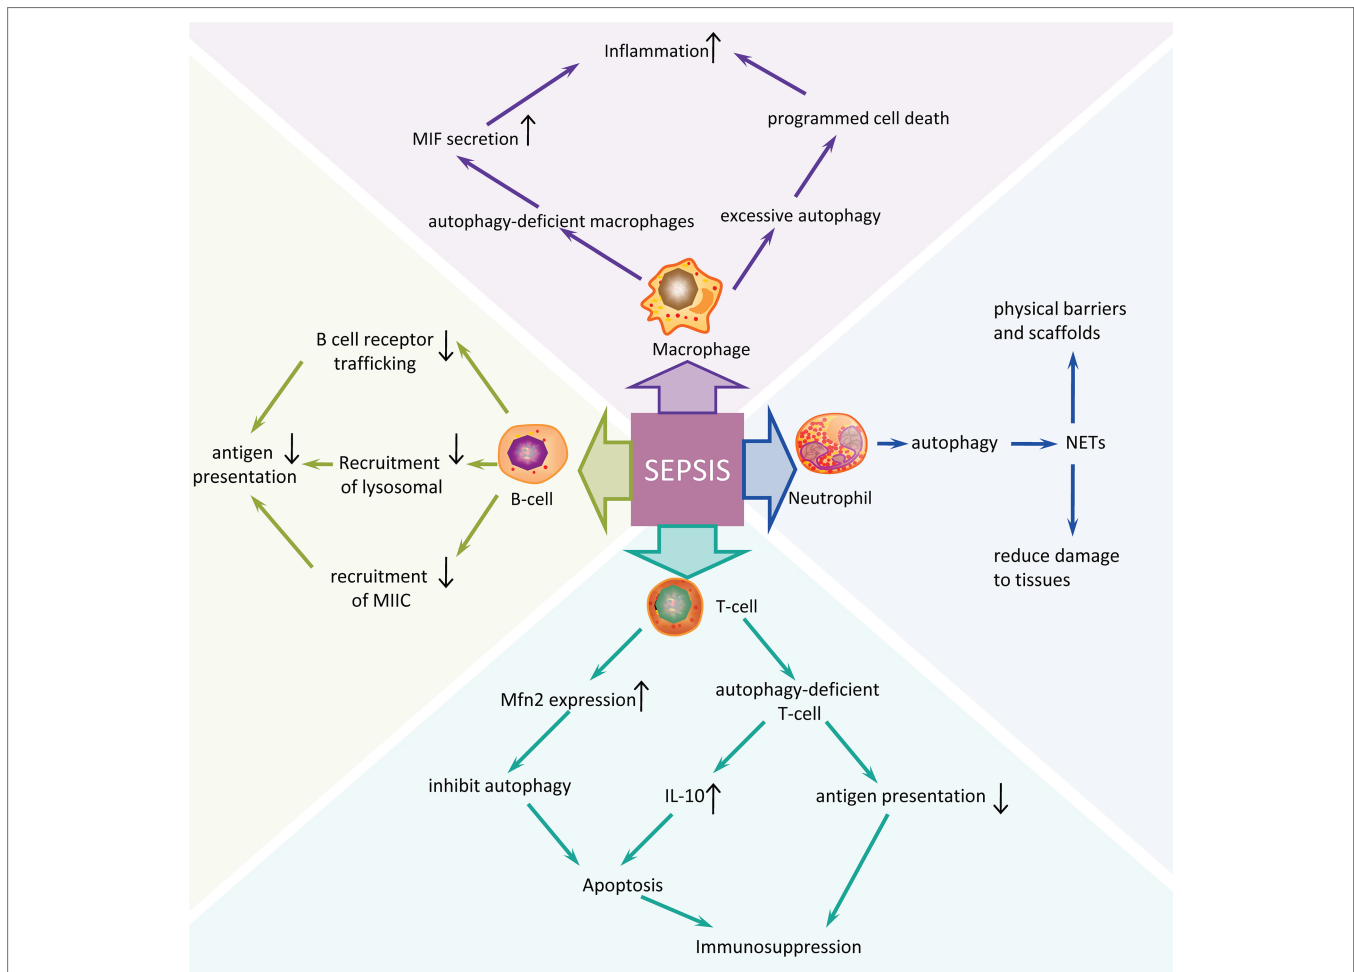 Inflammation
MIF secretion
programmed cell death
autophagy-deficient macrophages
excessive autophagy
Macrophage
B cell receptor
trafficking
antigen
presentation
Recruitment
of lysosomal
B-cell
recruitment
of MIIC
SEPSIS
Neutrophil
autophagy
NETs
physical barriers
and scaffolds
reduce damage
to tissues
T-cell
Mfn2 expression
autophagy-deficient
T-cell
inhibit autophagy
IL-10
antigen presentation
Apoptosis
Immunosuppression